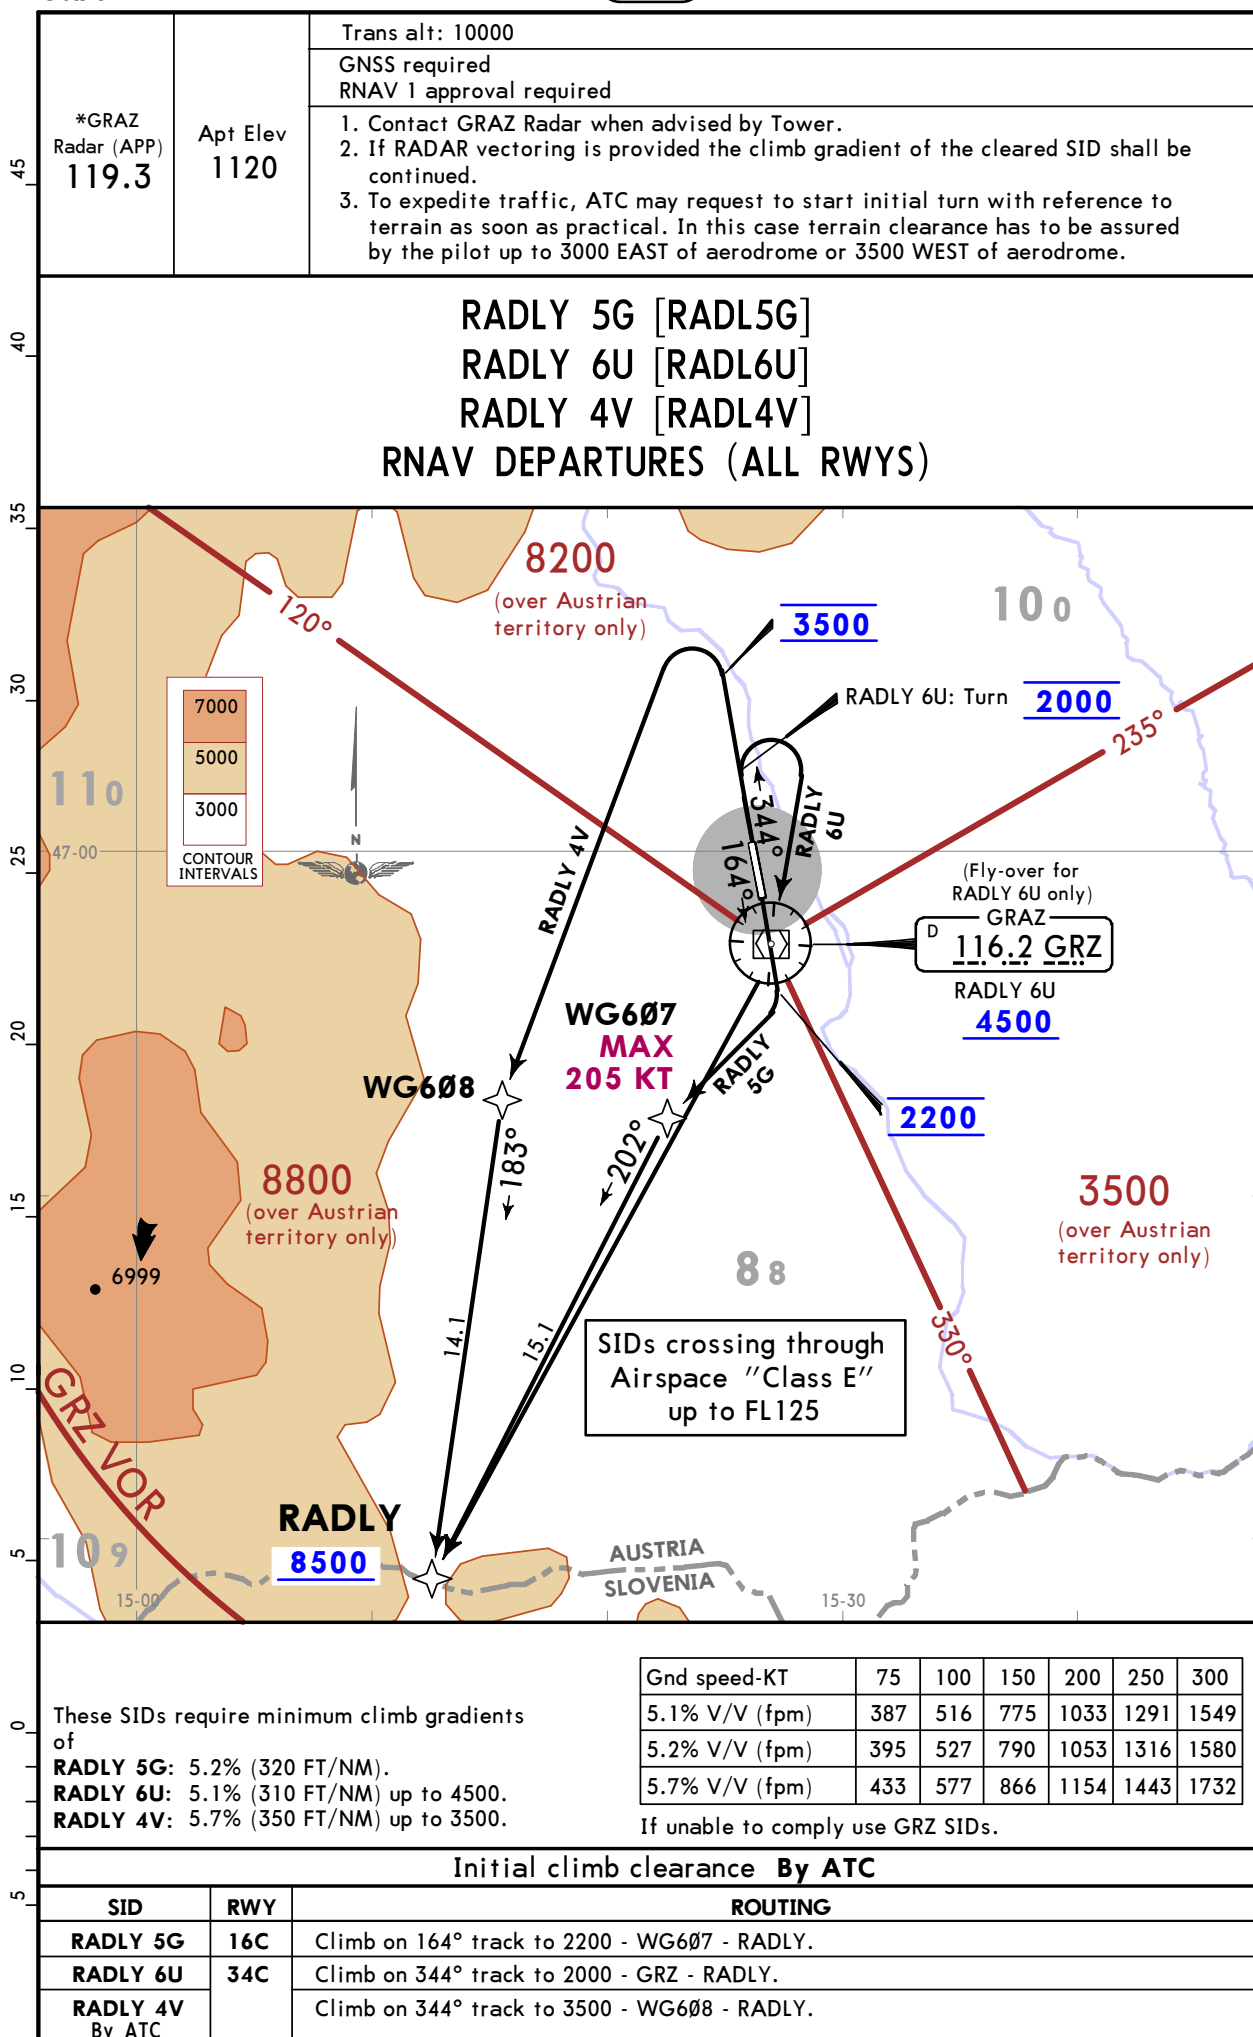 Trans alt: 10000
GNSS required
RNAV 1 approval required
*GRAZ
Radar (APP)
119.3
Apt Elev
1120
1. Contact GRAZ Radar when advised by Tower.
2. If RADAR vectoring is provided the climb gradient of the cleared SID shall be
continued.
3. To expedite traffic, ATC may request to start initial turn with reference to
terrain as soon as practical. In this case terrain clearance has to be assured
by the pilot up to 3000 EAST of aerodrome or 3500 WEST of aerodrome.
RADLY 5G [RADL5G]
RADLY 6U [RADL6U]
RADLY 4V [RADL4V]
RNAV DEPARTURES (ALL RWYS)
45
40
35
30
25
20
15
10
5
0
5
8200
(over Austrian
territory only)
120°
3500
10 0
RADLY 6U: Turn 2000
235°
7000
5000
3000
CONTOUR
INTERVALS
11 0
N
47-00
344°
164°
RADLY
6U
RADLY 4V
(Fly-over for
RADLY 6U only)
GRAZ
D 116.2 GRZ
RADLY 6U
4500
WG6Ø7
MAX
205 KT
RADLY
5G
WG6Ø8
2200
183°
202°
8800
(over Austrian
territory only)
3500
(over Austrian
territory only)
6999
8 8
14.1
15.1
SIDs crossing through
Airspace "Class E"
up to FL125
330°
GRZ VOR
RADLY
8500
10 9
AUSTRIA
SLOVENIA
15-00
15-30
These SIDs require minimum climb gradients
of
RADLY 5G: 5.2% (320 FT/NM).
RADLY 6U: 5.1% (310 FT/NM) up to 4500.
RADLY 4V: 5.7% (350 FT/NM) up to 3500.
Gnd speed-KT 75 100 150 200 250 300
5.1% V/V (fpm) 387 516 775 1033 1291 1549
5.2% V/V (fpm) 395 527 790 1053 1316 1580
5.7% V/V (fpm) 433 577 866 1154 1443 1732
If unable to comply use GRZ SIDs.
Initial climb clearance By ATC
SID RWY ROUTING
RADLY 5G 16C Climb on 164° track to 2200 - WG6Ø7 - RADLY.
RADLY 6U 34C Climb on 344° track to 2000 - GRZ - RADLY.
RADLY 4V Climb on 344° track to 3500 - WG6Ø8 - RADLY.
By ATC